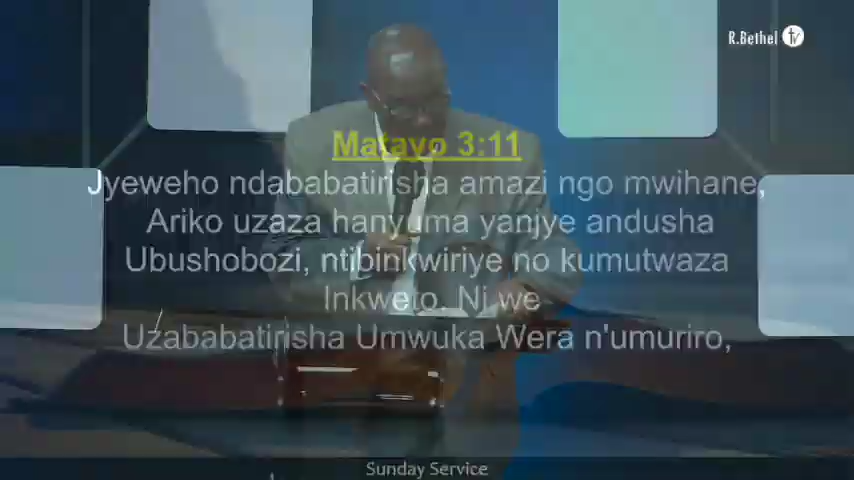 R.Bethel tv
Matayo 3:11
Jyeweho ndababatirisha amazi ngo mwihane,
Ariko uzaza hanyuma yanjye andusha
Ubushobozi, ntibinkwiriye no kumutwaza
Inkweto. Ni we
Uzababatirisha Umwuka Wera n'umuriro,
Sunday Service